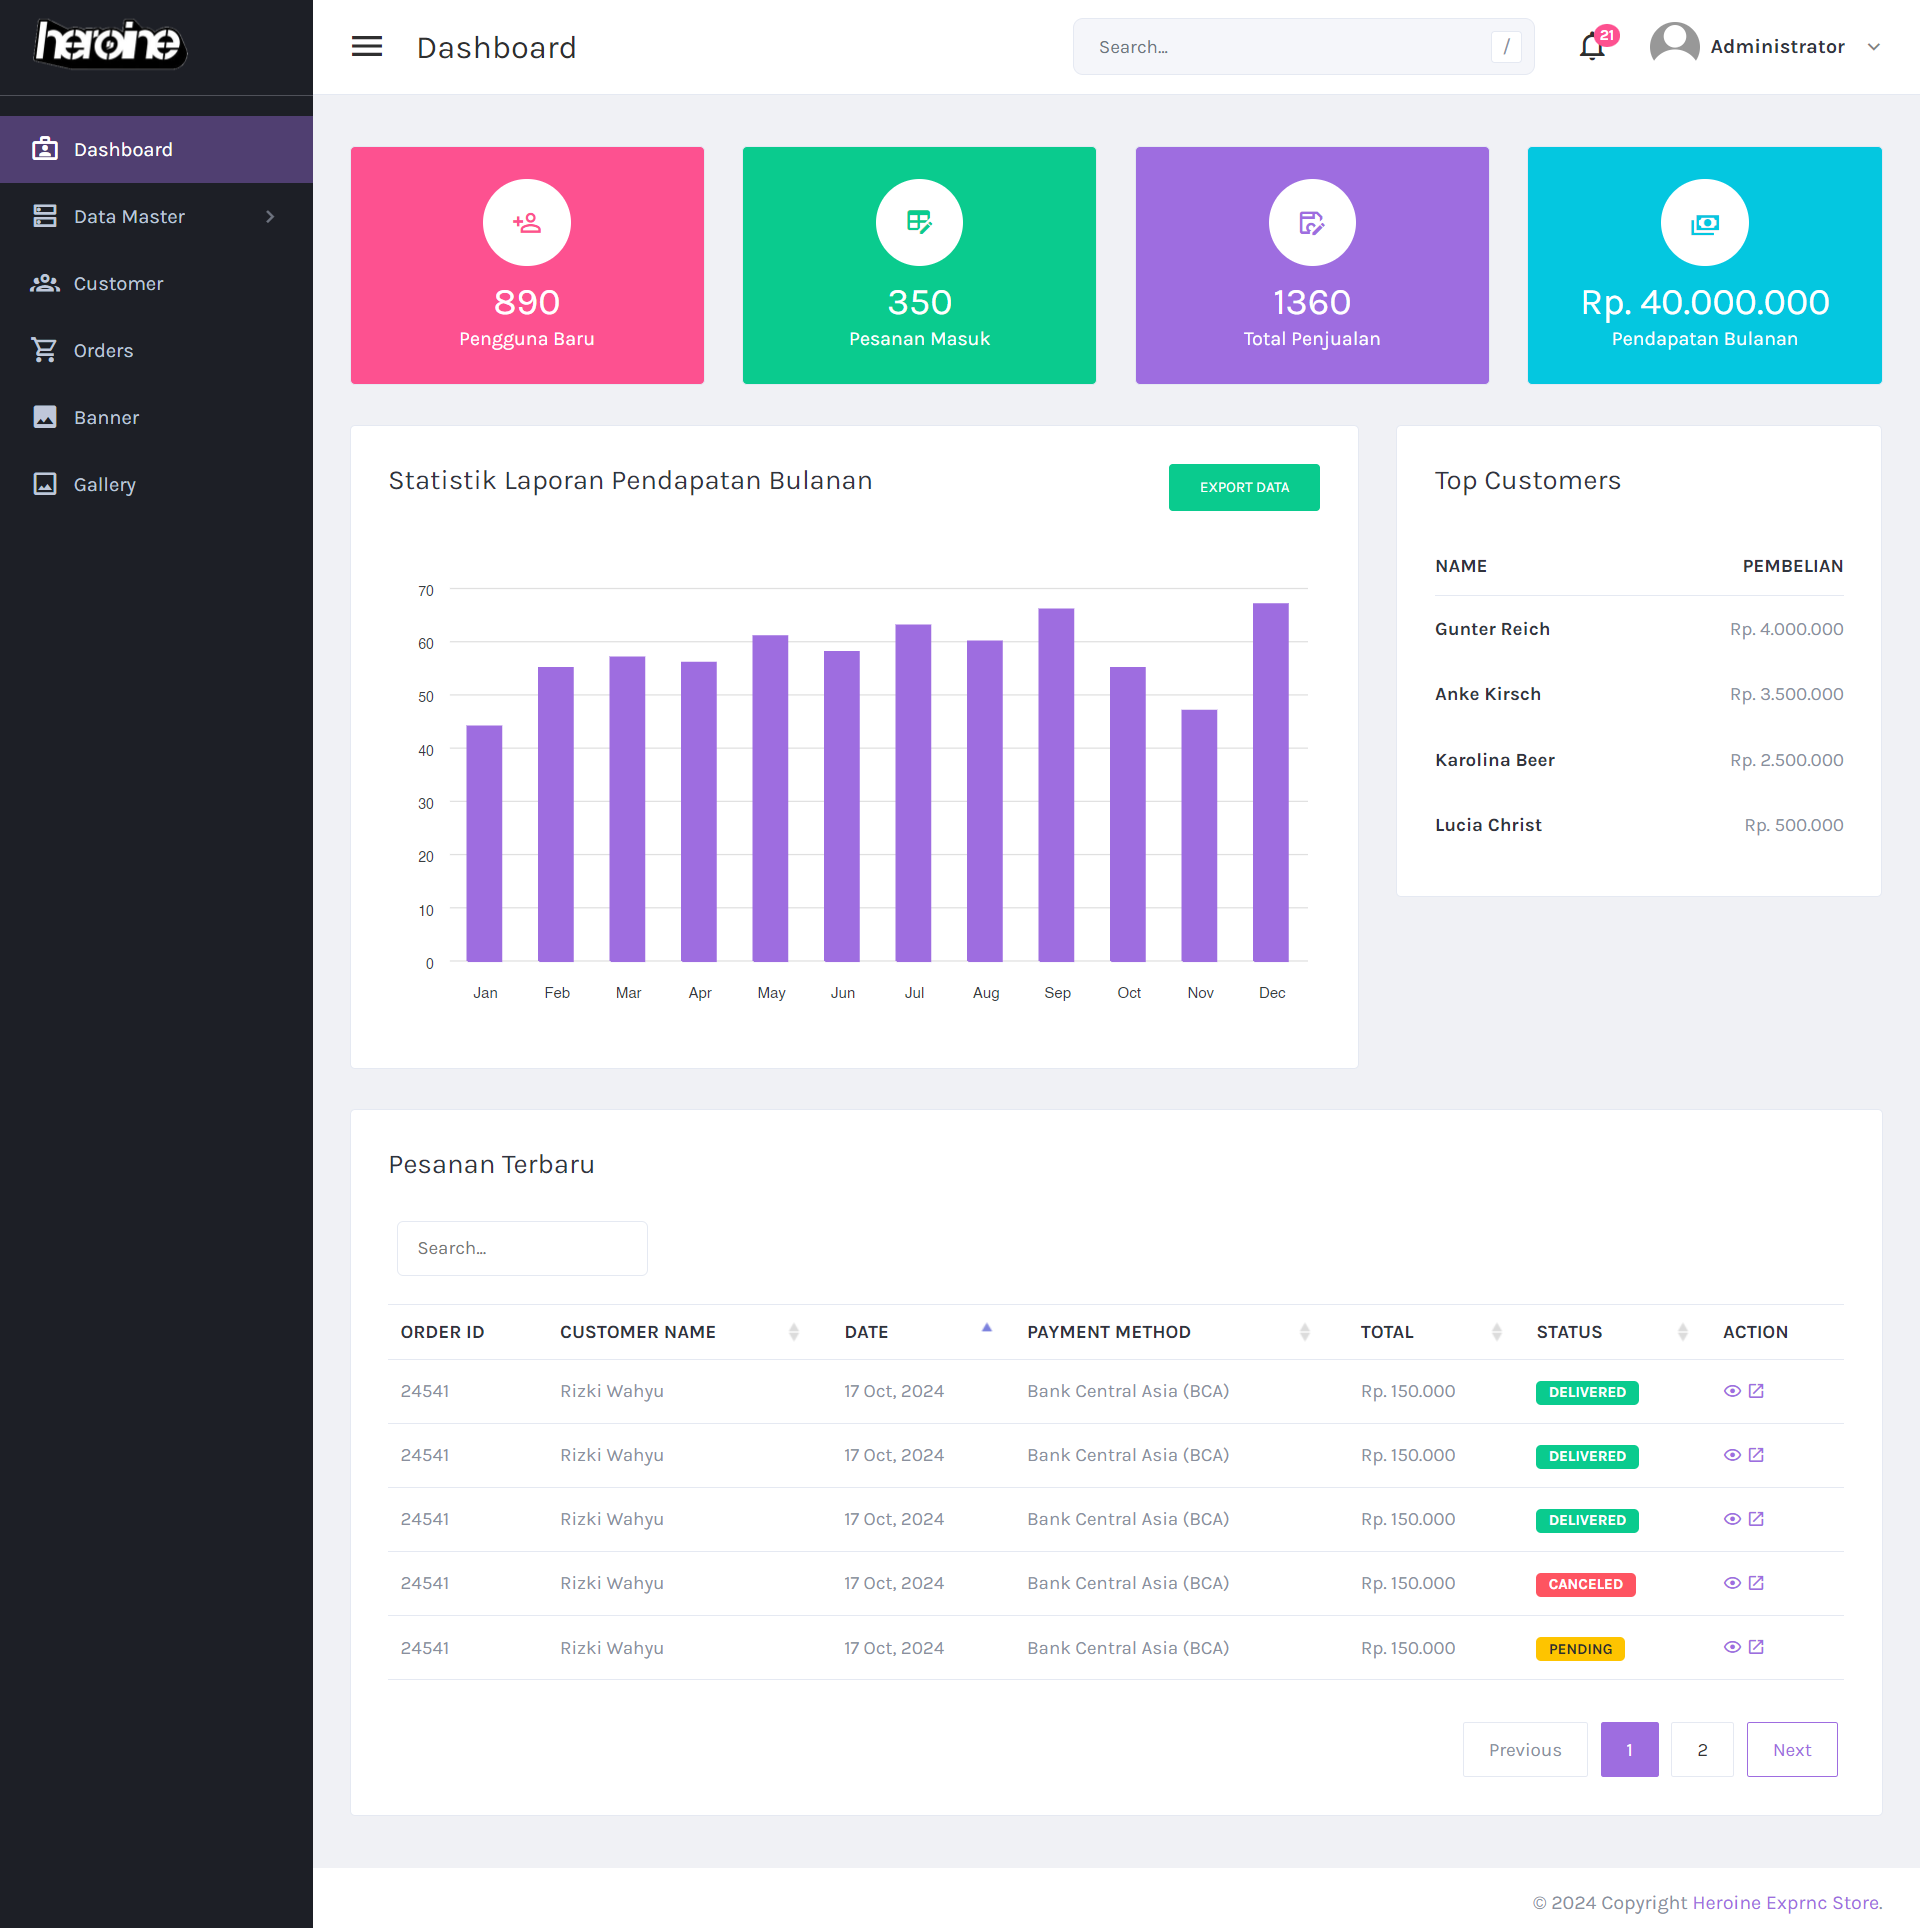 heroine
Dashboard
Search...
/
21
Administrator
Dashboard
Data Master
Customer
Orders
Banner
Gallery
890
Pengguna Baru
350
Pesanan Masuk
1360
Total Penjualan
Rp. 40.000.000
Pendapatan Bulanan
Statistik Laporan Pendapatan Bulanan
EXPORT DATA
70
60
50
40
30
20
10
0
Jan Feb Mar Apr May Jun Jul Aug Sep Oct Nov Dec
Top Customers
NAME PEMBELIAN
Gunter Reich Rp. 4.000.000
Anke Kirsch Rp. 3.500.000
Karolina Beer Rp. 2.500.000
Lucia Christ Rp. 500.000
Pesanan Terbaru
Search...
ORDER ID CUSTOMER NAME DATE PAYMENT METHOD TOTAL STATUS ACTION
24541 Rizki Wahyu 17 Oct, 2024 Bank Central Asia (BCA) Rp. 150.000 DELIVERED
24541 Rizki Wahyu 17 Oct, 2024 Bank Central Asia (BCA) Rp. 150.000 DELIVERED
24541 Rizki Wahyu 17 Oct, 2024 Bank Central Asia (BCA) Rp. 150.000 DELIVERED
24541 Rizki Wahyu 17 Oct, 2024 Bank Central Asia (BCA) Rp. 150.000 CANCELED
24541 Rizki Wahyu 17 Oct, 2024 Bank Central Asia (BCA) Rp. 150.000 PENDING
Previous 1 2 Next
© 2024 Copyright Heroine Exprnc Store.